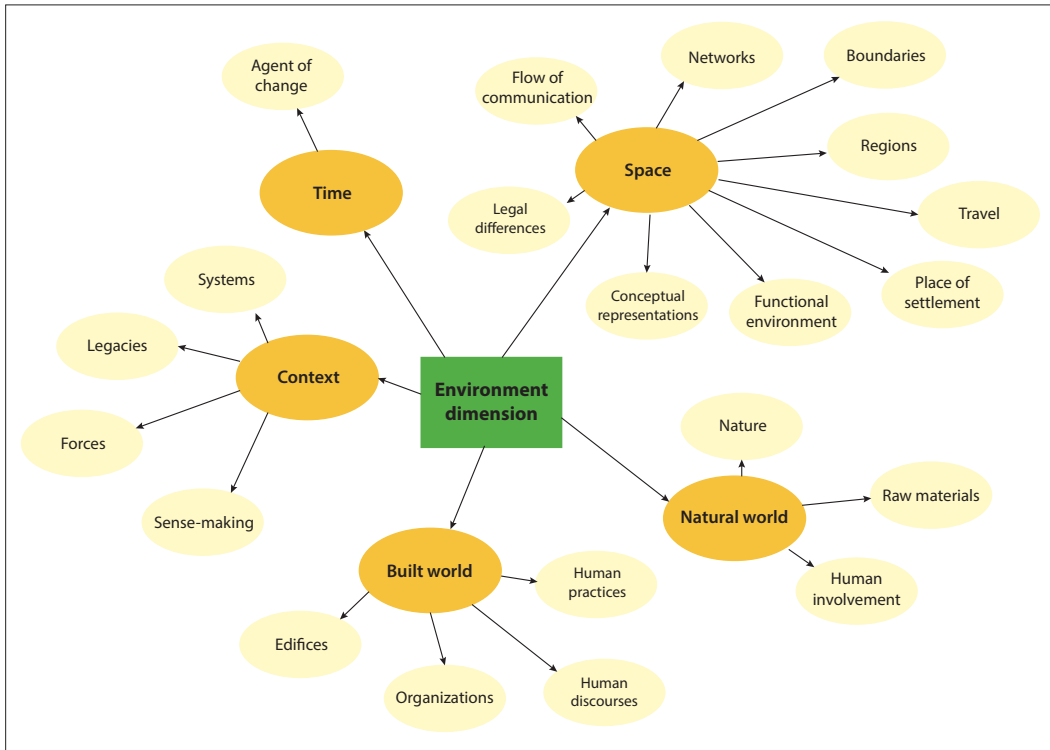 Agent of
change
Time
Flow of
communication
Networks
Boundaries
Regions
Travel
Place of
settlement
Functional
environment
Conceptual
representations
Legal
differences
Space
Systems
Legacies
Forces
Sense-making
Context
Environment
dimension
Nature
Raw materials
Human
involvement
Natural world
Built world
Human
practices
Human
discourses
Organizations
Edifices